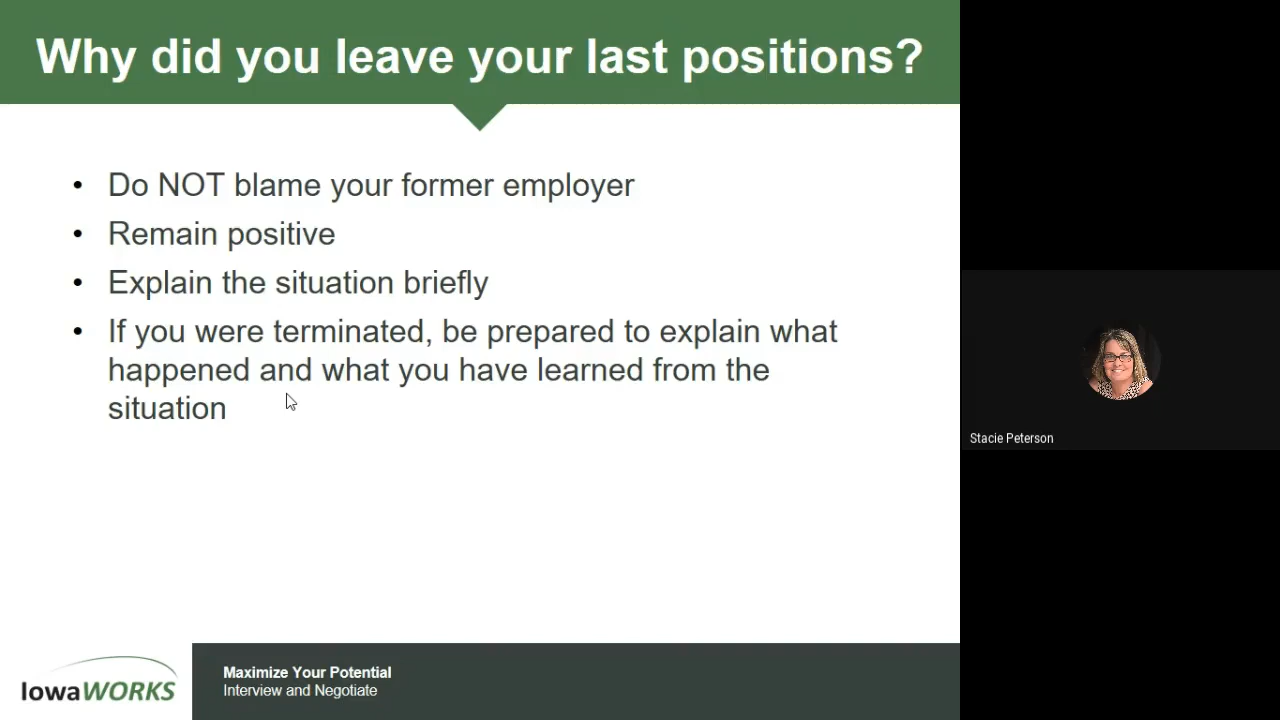 Why did you leave your last positions?
• Do NOT blame your former employer
• Remain positive
• Explain the situation briefly
• If you were terminated, be prepared to explain what
happened and what you have learned from the
situation
Stacie Peterson
IowaWORKS
Maximize Your Potential
Interview and Negotiate